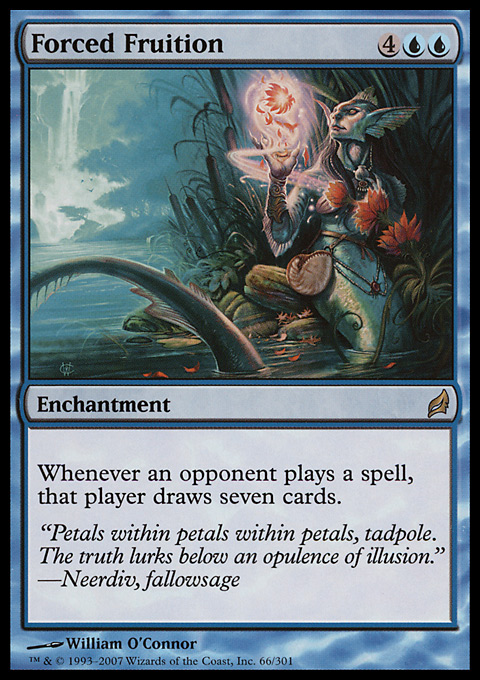 Forced Fruition 4
Enchantment
Whenever an opponent plays a spell,
that player draws seven cards.
“Petals within petals within petals, tadpole.
The truth lurks below an opulence of illusion.”
—Neerdiv, fallowsage
William O'Connor
™ & © 1993–2007 Wizards of the Coast, Inc. 66/301